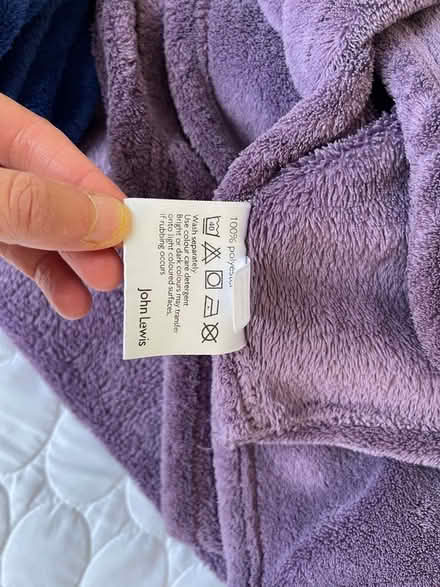 100% polyester
40
Wash separately
Use colour care detergent
Bright or dark colours may transfer
onto light coloured surfaces,
if rubbing occurs
John Lewis